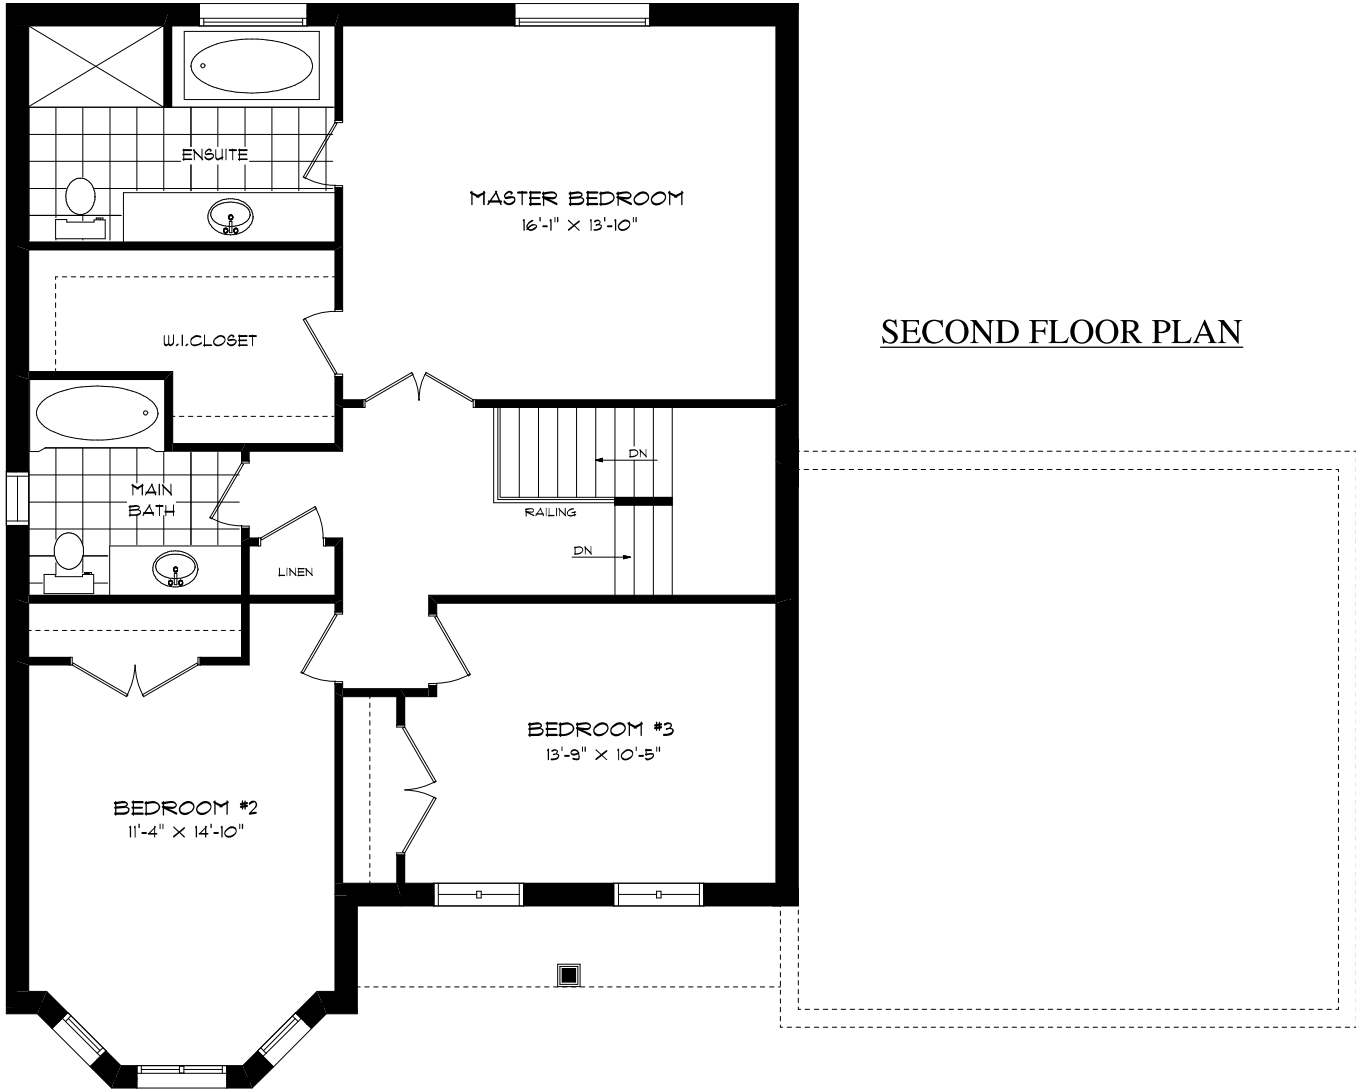 ENSUITE
MASTER BEDROOM
16'-1" X 13'-10"
W.I.CLOSET
SECOND FLOOR PLAN
DN
MAIN
BATH
RAILING
DN
LINEN
BEDROOM #3
13'-9" X 10'-5"
BEDROOM #2
11'-4" X 14'-10"